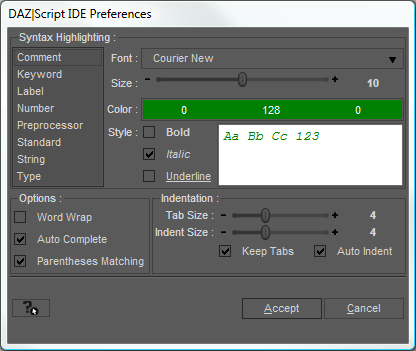 DAZ|Script IDE Preferences
Syntax Highlighting :
Comment
Keyword
Label
Number
Preprocessor
Standard
String
Type
Font : Courier New
Size : - + 10
Color : 0 128 0
Style : Bold
Italic
Underline
Aa Bb Cc 123
Options :
Word Wrap
Auto Complete
Parentheses Matching
Indentation :
Tab Size : - + 4
Indent Size : - + 4
Keep Tabs Auto Indent
? Accept Cancel